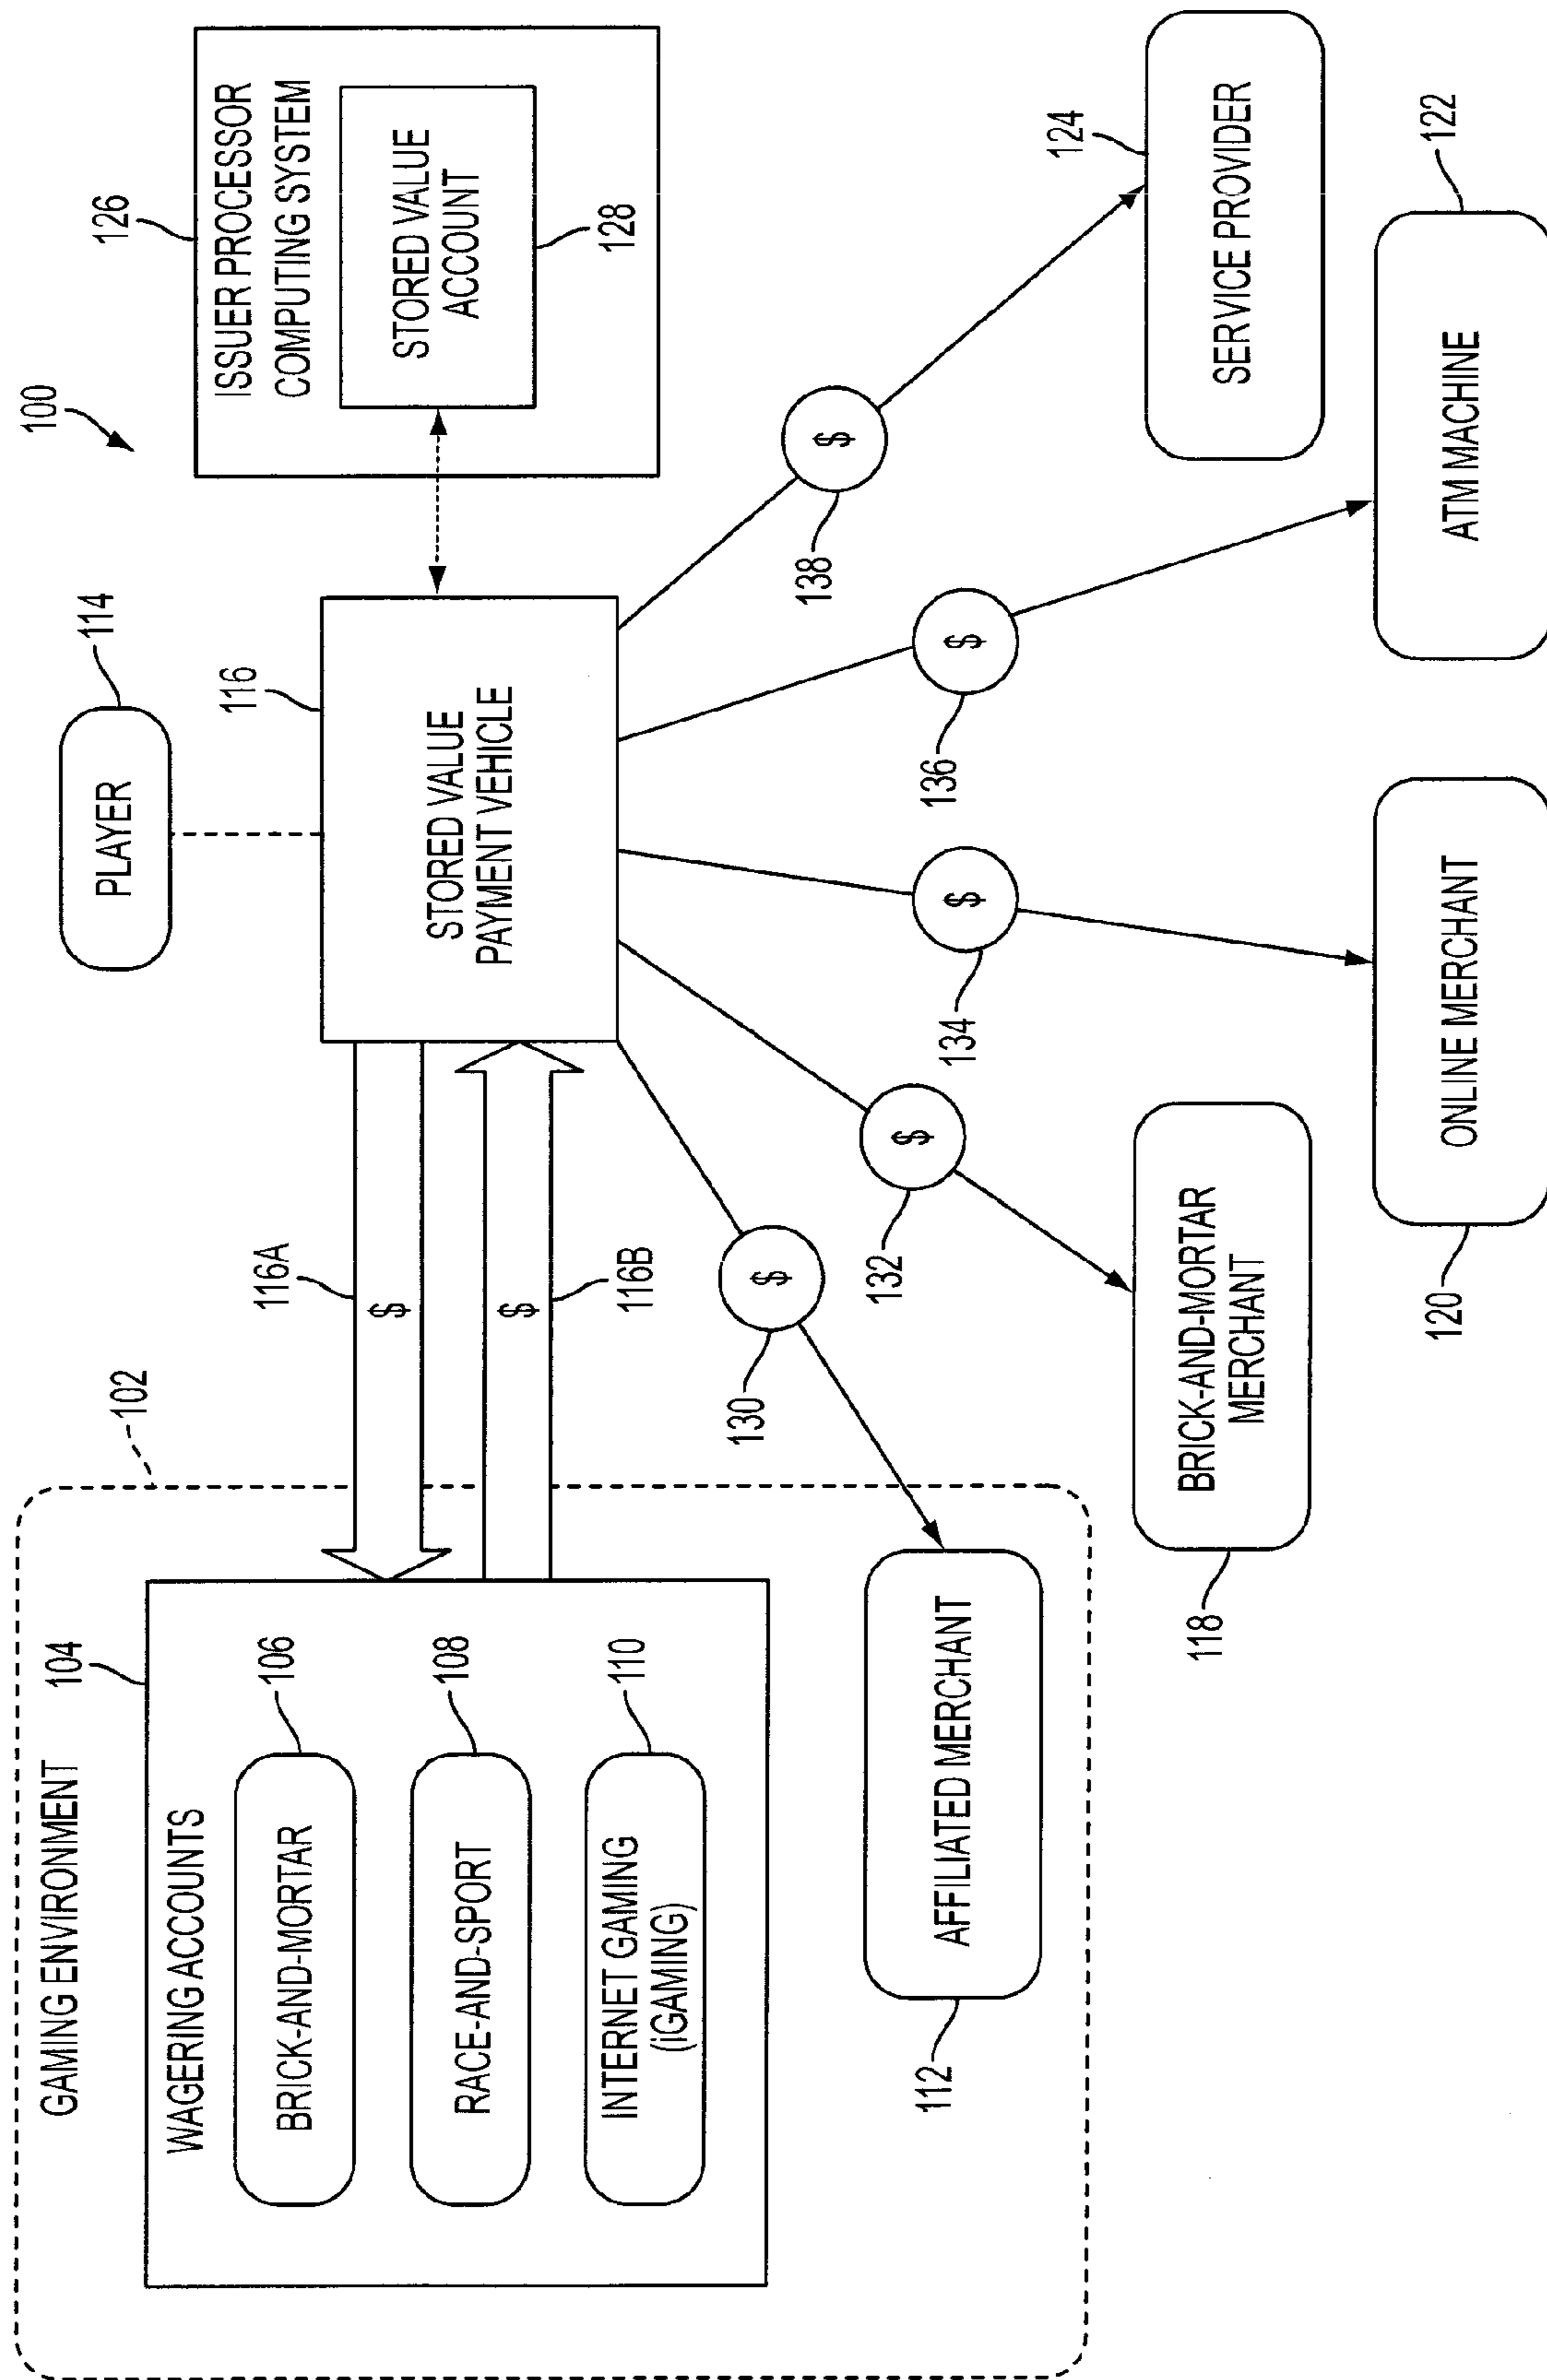 100
GAMING ENVIRONMENT
102
104
WAGERING ACCOUNTS
BRICK-AND-MORTAR
106
RACE-AND-SPORT
108
INTERNET GAMING
(iGAMING)
110
AFFILIATED MERCHANT
112
116A
$
$
116B
PLAYER
114
116
STORED VALUE
PAYMENT VEHICLE
126
ISSUER PROCESSOR
COMPUTING SYSTEM
STORED VALUE
ACCOUNT
128
$
130
$
132
$
134
$
136
$
138
BRICK-AND-MORTAR
MERCHANT
118
ONLINE MERCHANT
120
ATM MACHINE
122
SERVICE PROVIDER
124